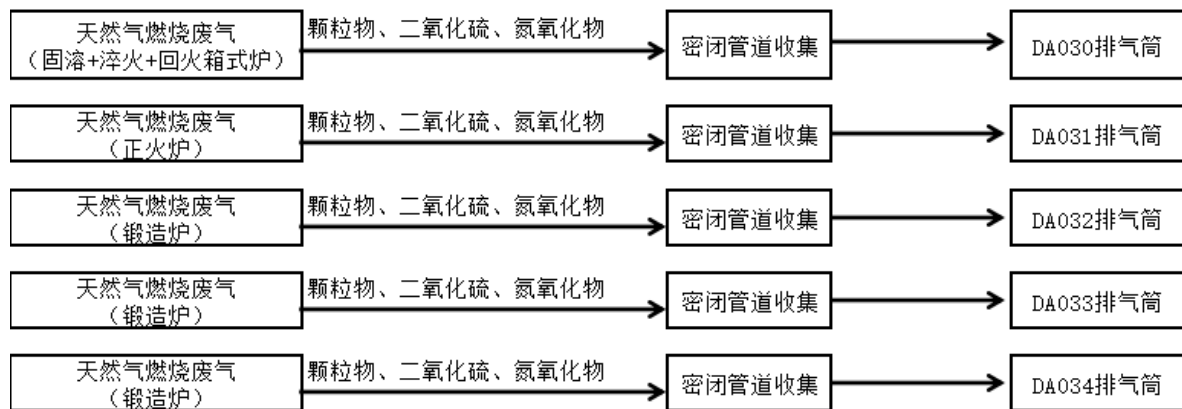 天然气燃烧废气
（固溶+淬火+回火箱式炉）
颗粒物、二氧化硫、氮氧化物
密闭管道收集
DA030排气筒
天然气燃烧废气
（正火炉）
颗粒物、二氧化硫、氮氧化物
密闭管道收集
DA031排气筒
天然气燃烧废气
（锻造炉）
颗粒物、二氧化硫、氮氧化物
密闭管道收集
DA032排气筒
天然气燃烧废气
（锻造炉）
颗粒物、二氧化硫、氮氧化物
密闭管道收集
DA033排气筒
天然气燃烧废气
（锻造炉）
颗粒物、二氧化硫、氮氧化物
密闭管道收集
DA034排气筒